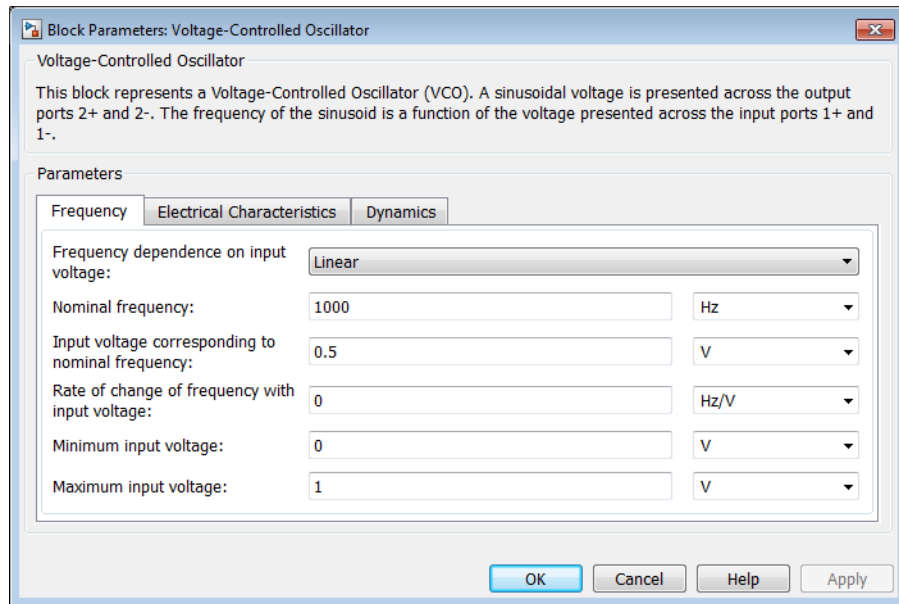 Block Parameters: Voltage-Controlled Oscillator
Voltage-Controlled Oscillator
This block represents a Voltage-Controlled Oscillator (VCO). A sinusoidal voltage is presented across the output
ports 2+ and 2-. The frequency of the sinusoid is a function of the voltage presented across the input ports 1+ and
1-.
Parameters
Frequency Electrical Characteristics Dynamics
Frequency dependence on input
voltage:
Linear
Nominal frequency: 1000 Hz
Input voltage corresponding to
nominal frequency:
0.5 V
Rate of change of frequency with
input voltage:
0 Hz/V
Minimum input voltage: 0 V
Maximum input voltage: 1 V
OK Cancel Help Apply